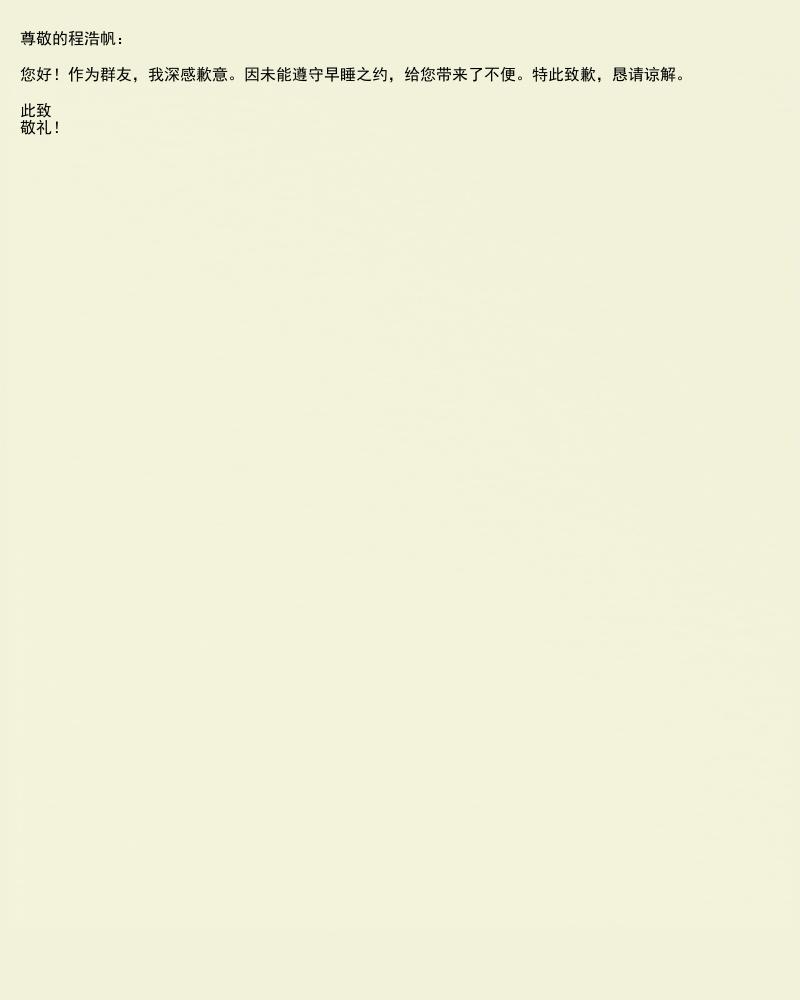 尊敬的程浩帆：
您好！作为群友，我深感歉意。因未能遵守早睡之约，给您带来了不便。特此致歉，恳请谅解。
此致
敬礼！